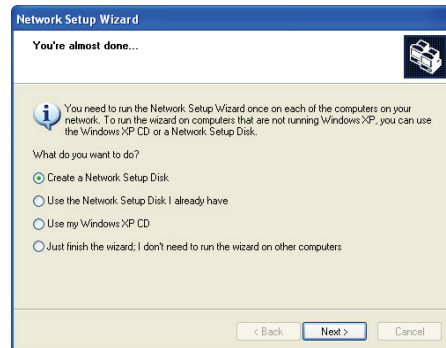 Network Setup Wizard
You're almost done...
You need to run the Network Setup Wizard once on each of the computers on your
network. To run the wizard on computers that are not running Windows XP, you can use
the Windows XP CD or a Network Setup Disk.
What do you want to do?
Create a Network Setup Disk
Use the Network Setup Disk I already have
Use my Windows XP CD
Just finish the wizard; I don't need to run the wizard on other computers
< Back Next > Cancel